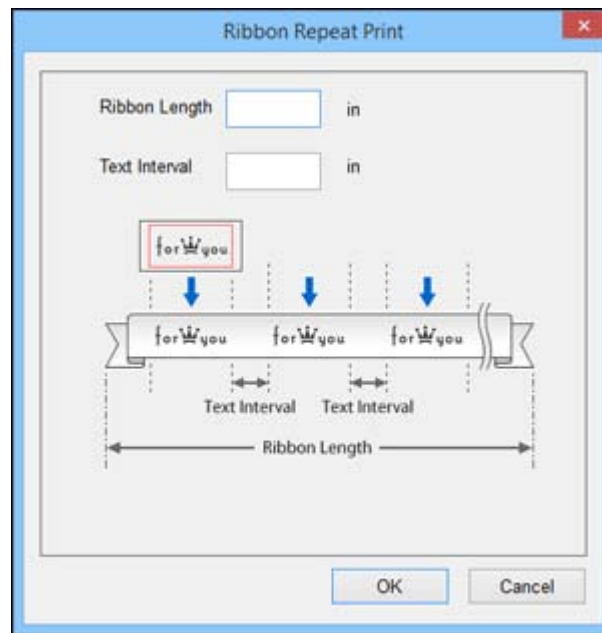 Ribbon Repeat Print
Ribbon Length in
Text Interval in
for you
for you for you for you
Text Interval Text Interval
Ribbon Length
OK Cancel